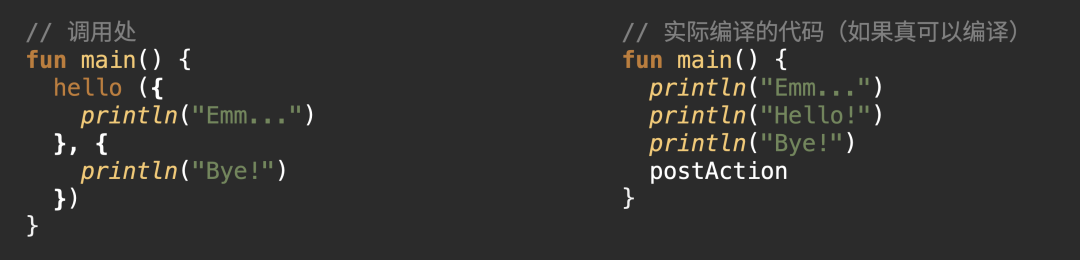 // 调用处
fun main() {
  hello ({
    println("Emm...")
  }, {
    println("Bye!")
  })
}
// 实际编译的代码（如果真可以编译）
fun main() {
  println("Emm...")
  println("Hello!")
  println("Bye!")
  postAction
}